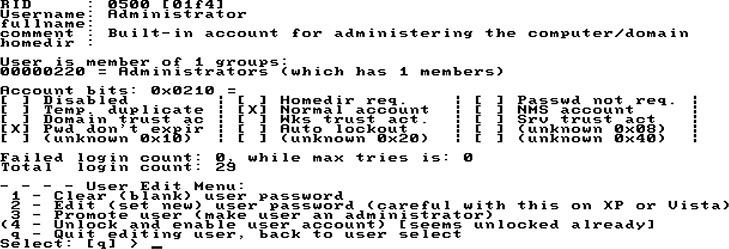 RID      : 0500 [01f4]
Username: Administrator
fullname:
comment : Built-in account for administering the computer/domain
homedir :
User is member of 1 groups:
00000220 = Administrators (which has 1 members)
Account bits: 0x0210 =
[ ] Disabled        | [ ] Homedir req.    | [ ] Passwd not req. |
[ ] Temp. duplicate | [X] Normal account  | [ ] NMS account     |
[ ] Domain trust ac | [ ] Wks trust act.  | [ ] Srv trust act   |
[X] Pwd don't expir | [ ] Auto lockout    | [ ] (unknown 0x08)  |
[ ] (unknown 0x10)  | [ ] (unknown 0x20)  | [ ] (unknown 0x40)  |
Failed login count: 0, while max tries is: 0
Total  login count: 29
- - - - User Edit Menu:
1 - Clear (blank) user password
2 - Edit (set new) user password (careful with this on XP or Vista)
3 - Promote user (make user an administrator)
(4 - Unlock and enable user account) [seems unlocked already]
q - Quit editing user, back to user select
Select: [q] > _